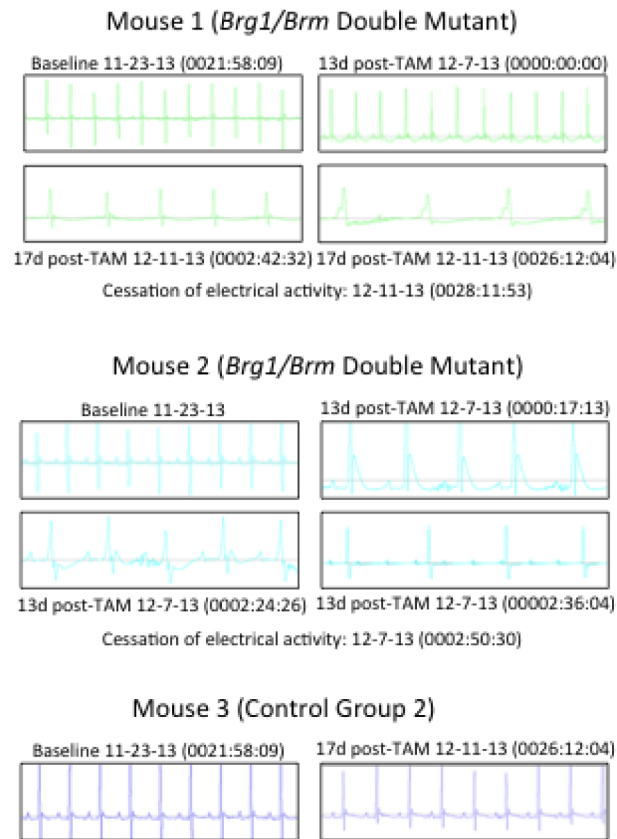 Mouse 1 (Brg1/Brm Double Mutant)
Baseline 11-23-13 (0021:58:09)
13d post-TAM 12-7-13 (0000:00:00)
17d post-TAM 12-11-13 (0002:42:32)
17d post-TAM 12-11-13 (0026:12:04)
Cessation of electrical activity: 12-11-13 (0028:11:53)
Mouse 2 (Brg1/Brm Double Mutant)
Baseline 11-23-13
13d post-TAM 12-7-13 (0000:17:13)
13d post-TAM 12-7-13 (0002:24:26)
13d post-TAM 12-7-13 (00002:36:04)
Cessation of electrical activity: 12-7-13 (0002:50:30)
Mouse 3 (Control Group 2)
Baseline 11-23-13 (0021:58:09)
17d post-TAM 12-11-13 (0026:12:04)